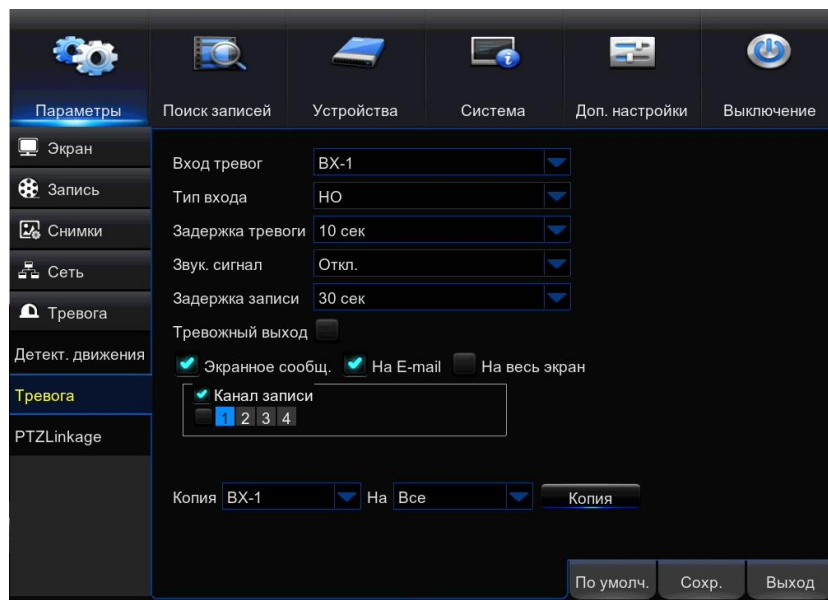 Параметры Поиск записей Устройства Система Доп. настройки Выключение
Экран
Запись
Снимки
Сеть
Тревога
Детект. движения
Тревога
PTZLinkage
Вход тревог ВХ-1
Тип входа НО
Задержка тревоги 10 сек
Звук. сигнал Откл.
Задержка записи 30 сек
Тревожный выход
Экранное сообщ. На E-mail На весь экран
Канал записи
1 2 3 4
Копия ВХ-1 На Все Копия
По умолч. Сохр. Выход